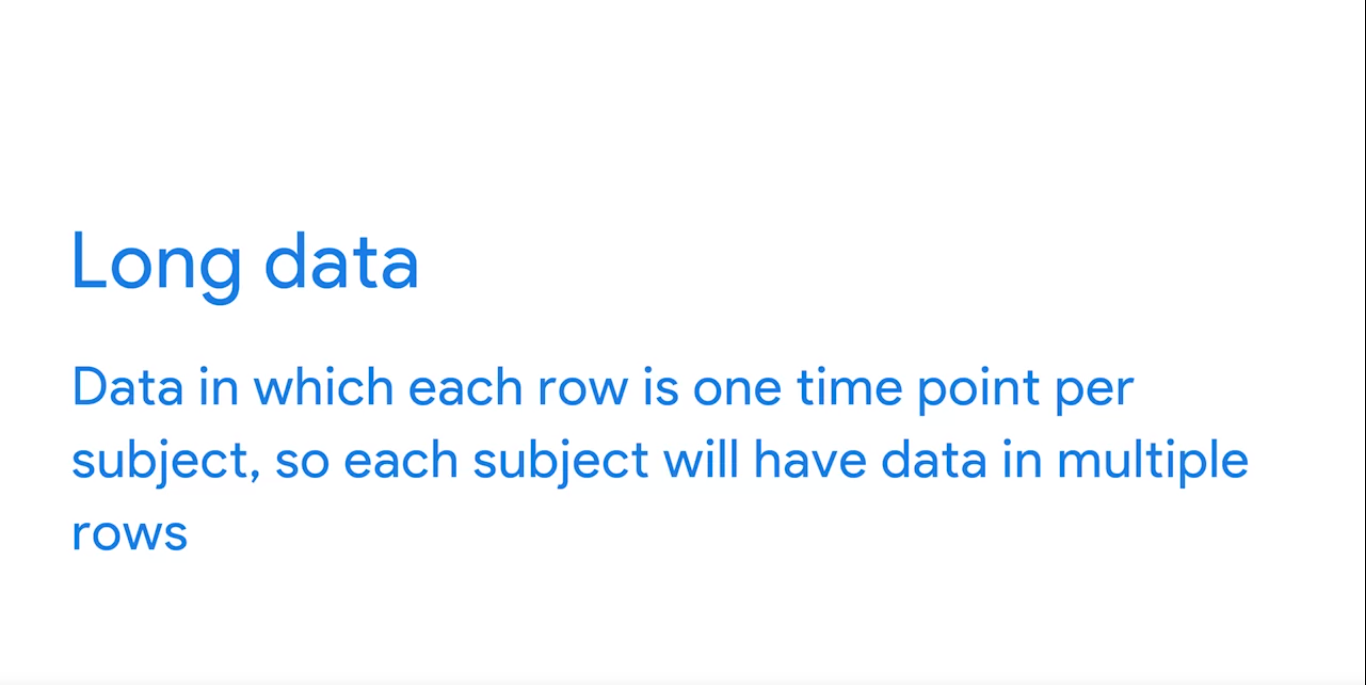 Long data
Data in which each row is one time point per
subject, so each subject will have data in multiple
rows